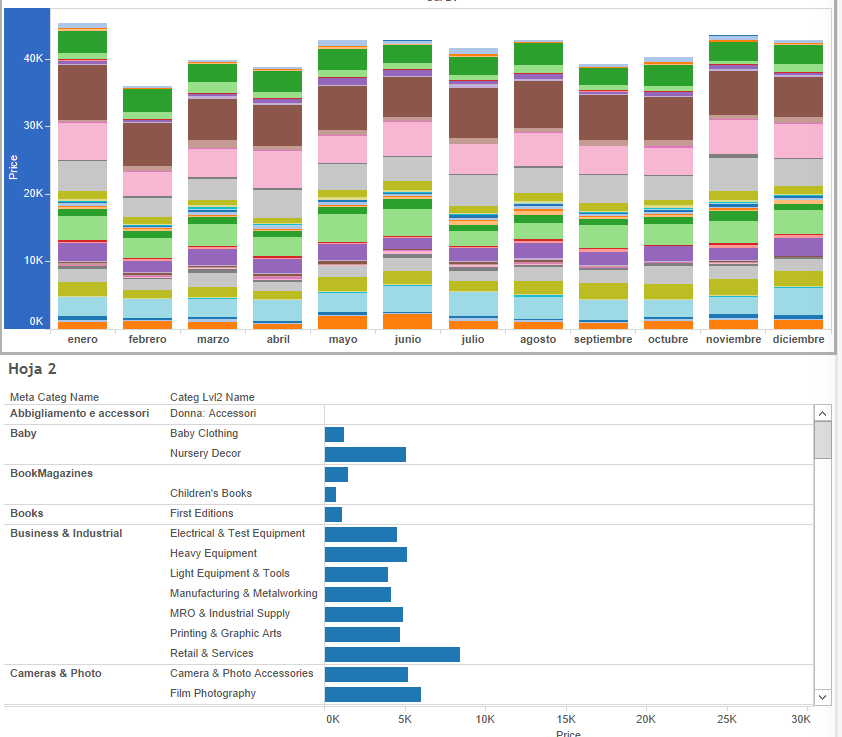 40K
30K
20K
10K
0K
Price
enero febrero marzo abril mayo junio julio agosto septiembre octubre noviembre diciembre
Hoja 2
Meta Categ Name Categ Lvl2 Name
Abbigliamento e accessori Donna: Accessori
Baby Baby Clothing
Nursery Decor
BookMagazines
Children's Books
Books First Editions
Business & Industrial Electrical & Test Equipment
Heavy Equipment
Light Equipment & Tools
Manufacturing & Metalworking
MRO & Industrial Supply
Printing & Graphic Arts
Retail & Services
Cameras & Photo Camera & Photo Accessories
Film Photography
0K 5K 10K 15K 20K 25K 30K
Price